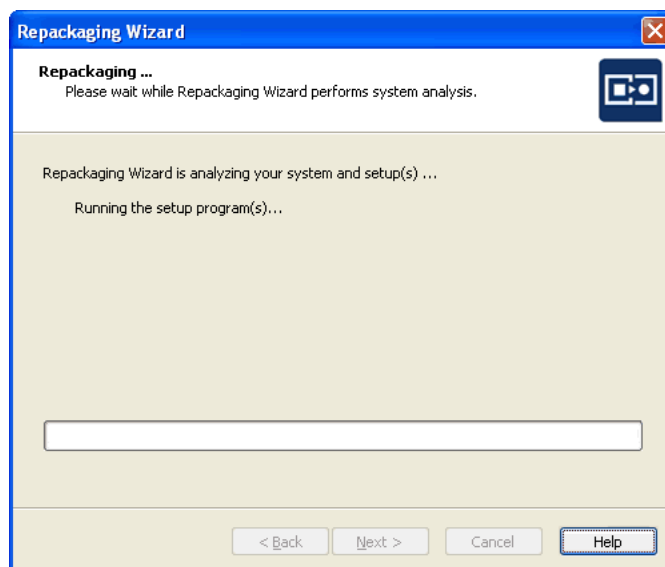 Repackaging Wizard
Repackaging ...
Please wait while Repackaging Wizard performs system analysis.
Repackaging Wizard is analyzing your system and setup(s) ...
Running the setup program(s)...
< Back
Next >
Cancel
Help